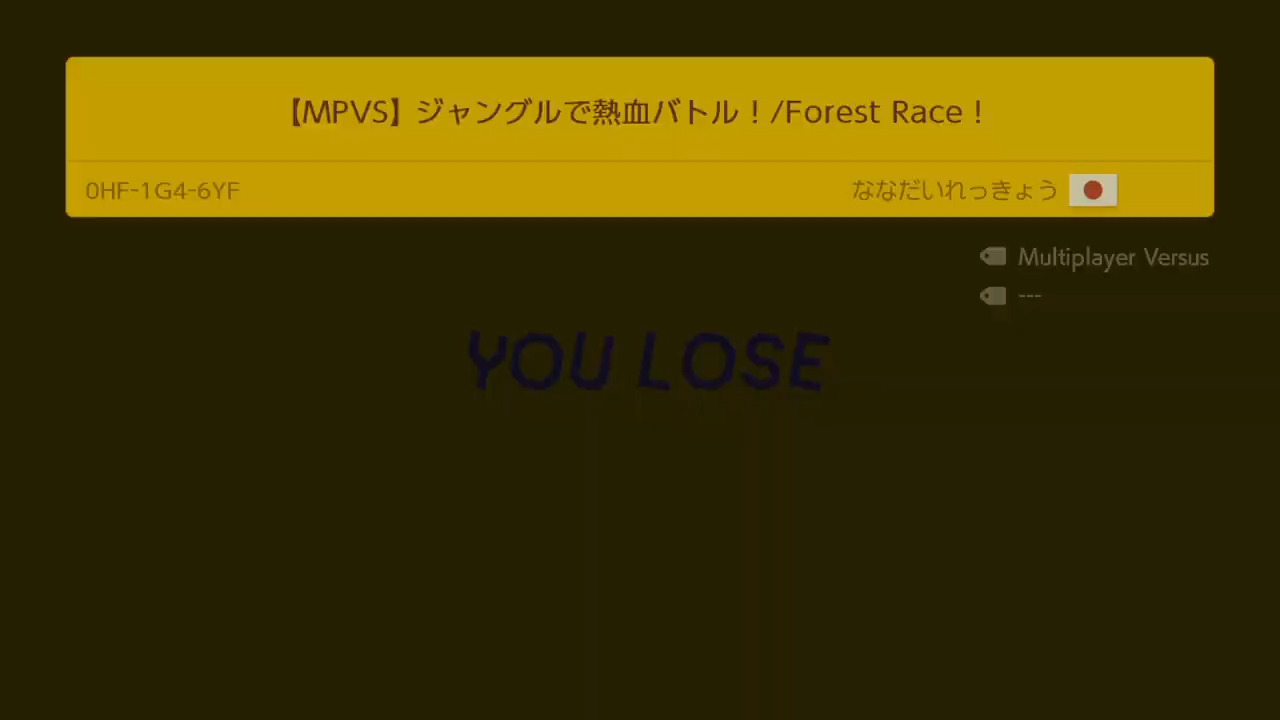 【MPVS】ジャングルで熱血バトル！/Forest Race！
0HF-1G4-6YF
ななだいれっきょう
Multiplayer Versus
---
YOU LOSE